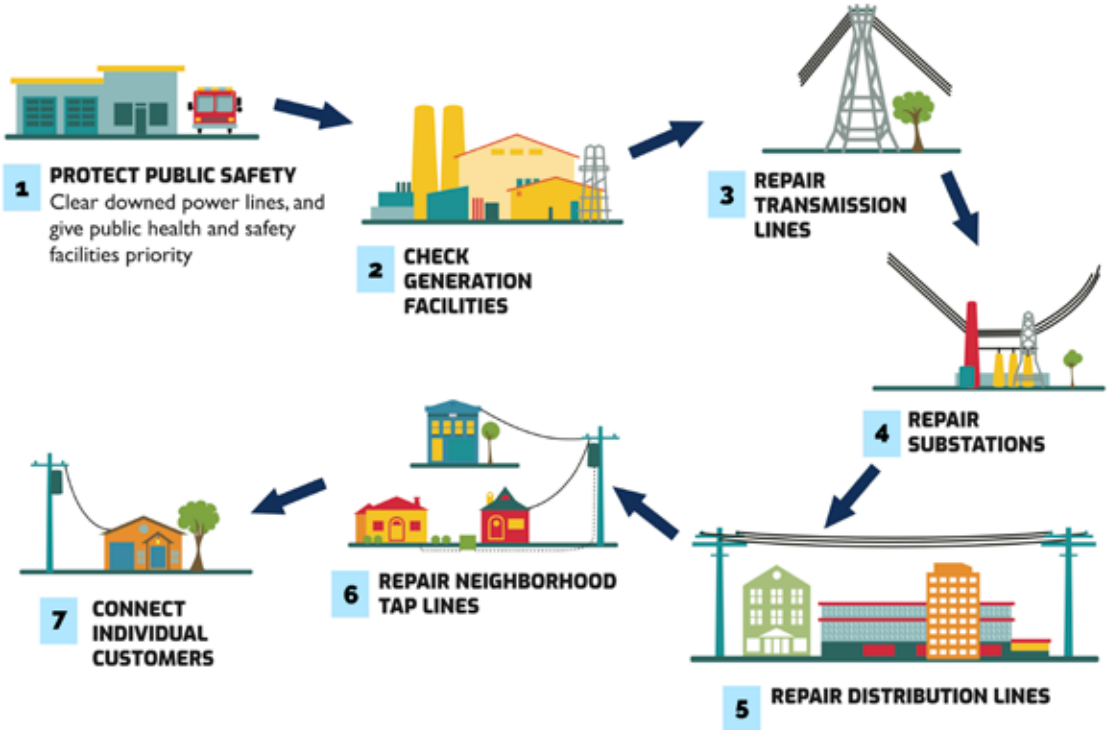 1
PROTECT PUBLIC SAFETY
Clear downed power lines, and
give public health and safety
facilities priority
2
CHECK
GENERATION
FACILITIES
3
REPAIR
TRANSMISSION
LINES
4
REPAIR
SUBSTATIONS
5
REPAIR DISTRIBUTION LINES
6
REPAIR NEIGHBORHOOD
TAP LINES
7
CONNECT
INDIVIDUAL
CUSTOMERS